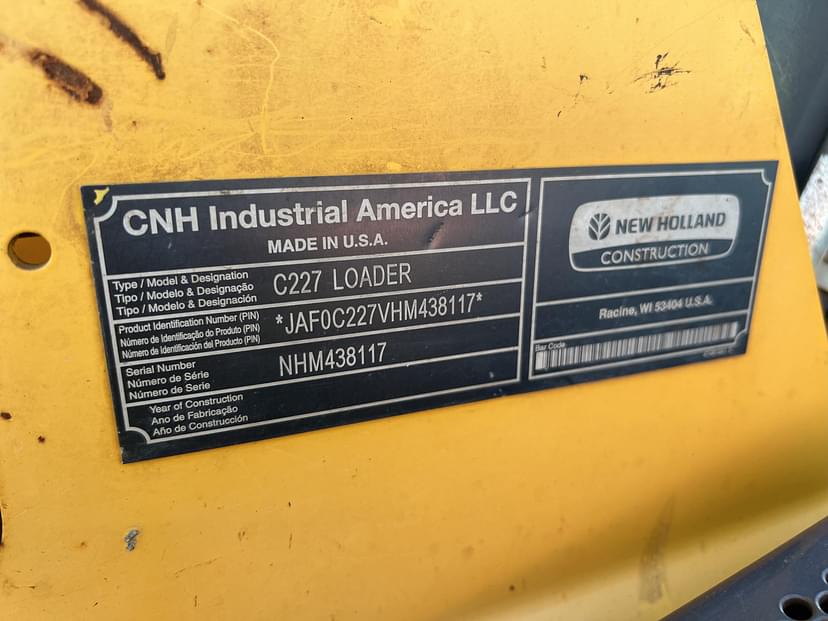 CNH Industrial America LLC
MADE IN U.S.A.
Type / Model & Designation
Tipo / Modelo & Designação
Tipo / Modelo & Designación
C227 LOADER
Product Identification Number (PIN)
Número de Identificação do Produto (PIN)
Número de Identificación del Producto (PIN)
*JAF0C227VHM438117*
Serial Number
Número de Série
Número de Serie
NHM438117
Year of Construction
Ano de Fabricação
Año de Construcción
NEW HOLLAND
CONSTRUCTION
Racine, WI 53404 U.S.A.
Bar Code